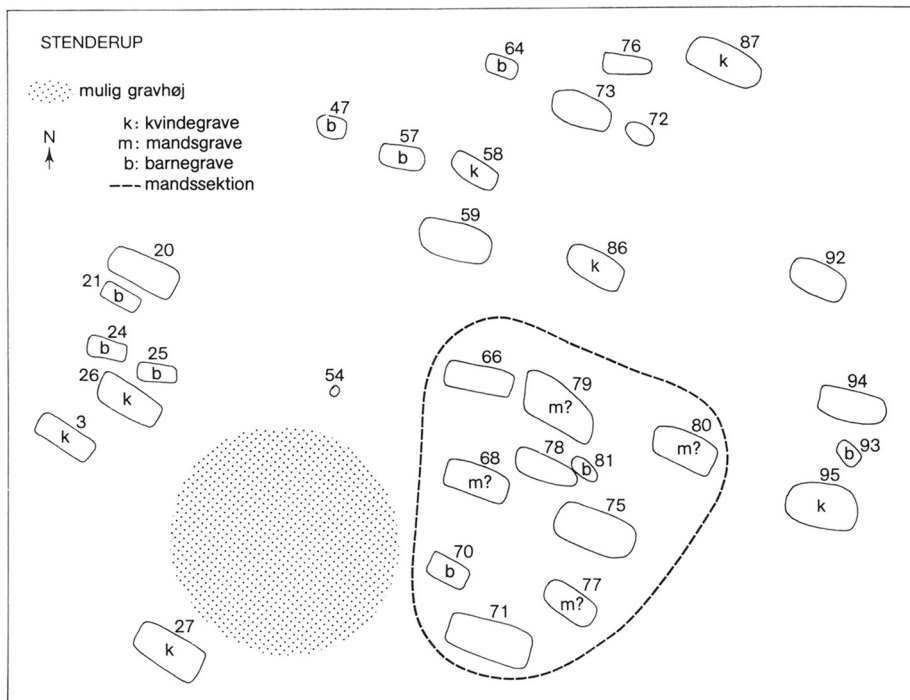 STENDERUP
mulig gravhøj
N
k: kvindegrave
m: mandsgrave
b: barnegrave
mandssektion
64
b
76
87
k
73
72
47
b
57
b
58
k
59
86
k
92
20
21
b
24
b
25
b
26
k
3
k
54
66
79
m?
80
m?
94
93
b
95
k
68
m?
78
81
b
75
70
b
77
m?
71
27
k